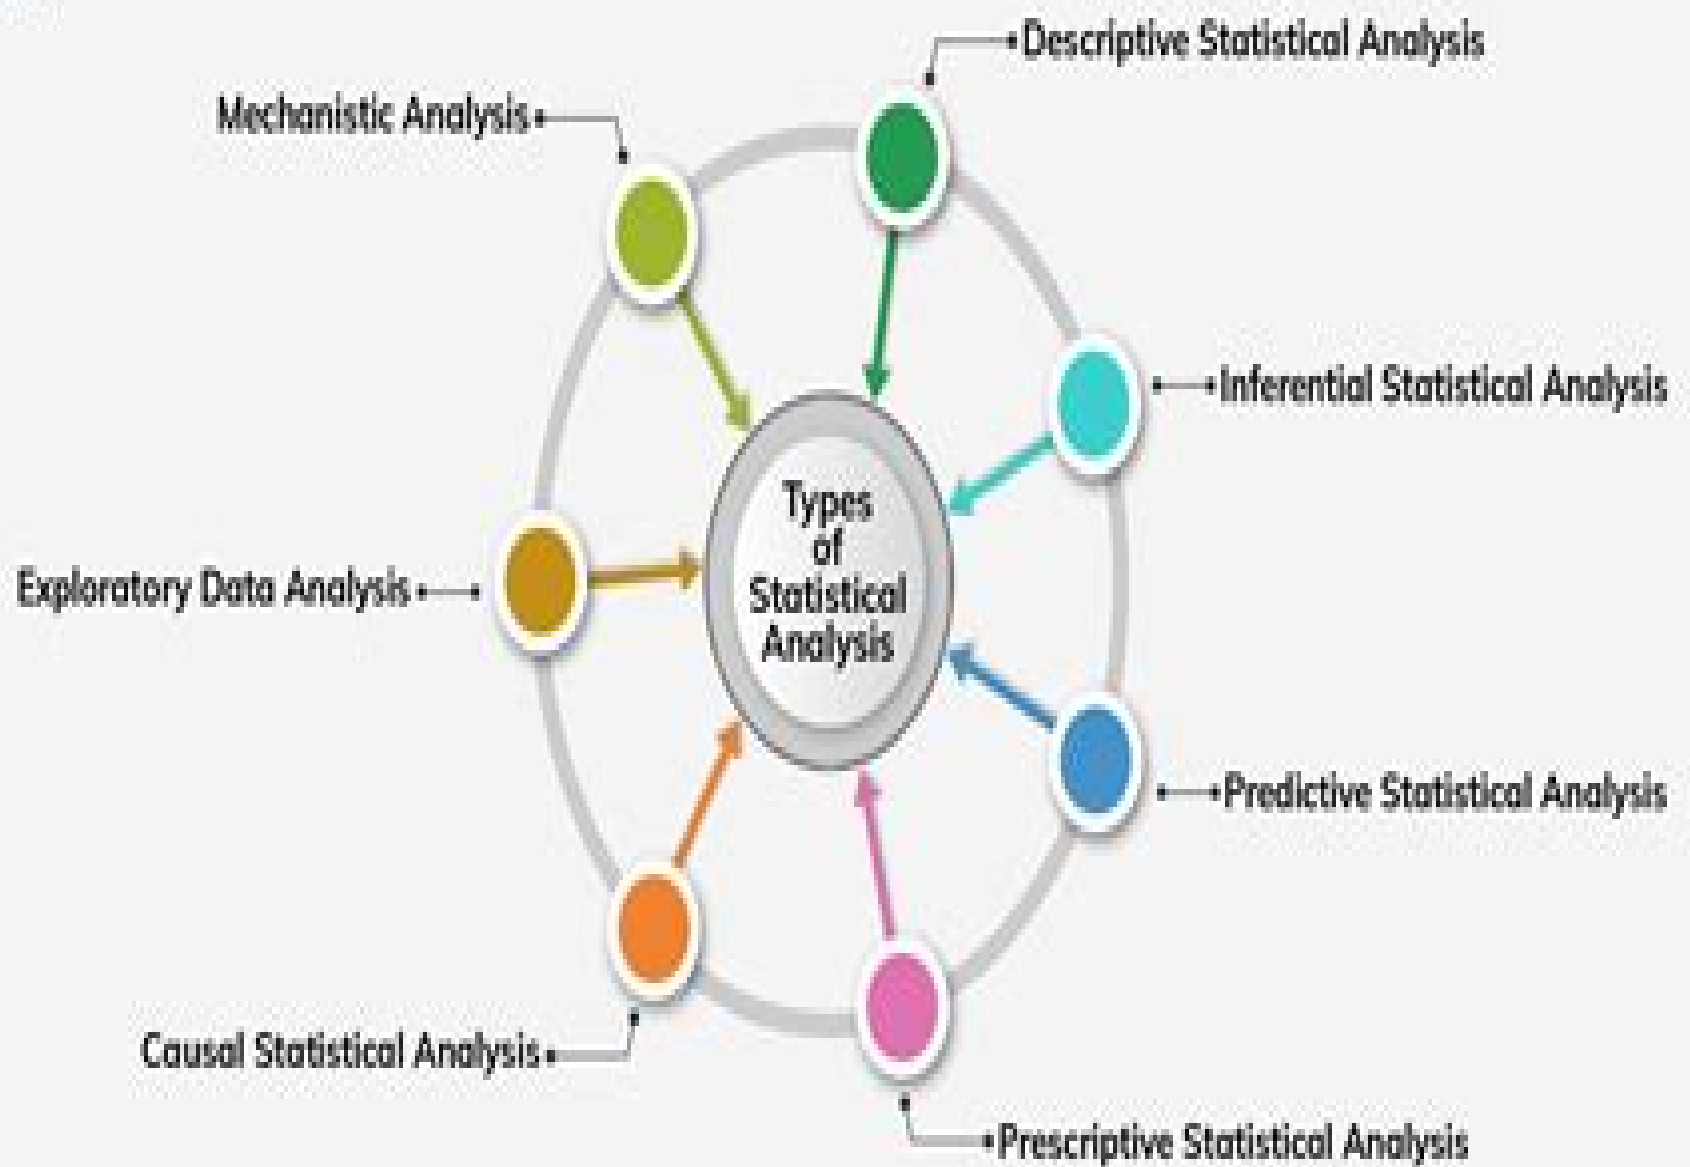 Descriptive Statistical Analysis
Mechanistic Analysis
Inferential Statistical Analysis
Types
of
Statistical
Analysis
Exploratory Data Analysis
Predictive Statistical Analysis
Causal Statistical Analysis
Prescriptive Statistical Analysis